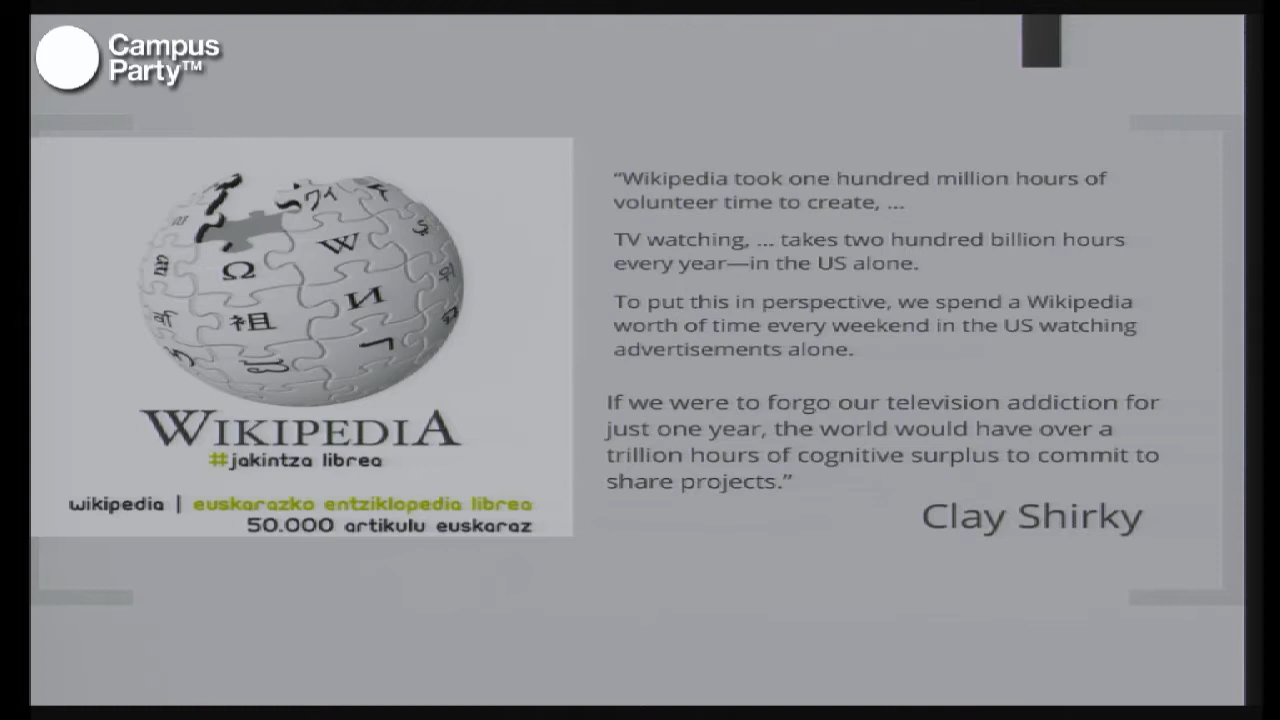 Campus
Party™
WIKIPEDIA
#jakintza librea
wikipedia | euskarazko entziklopedia librea
50.000 artikulu euskaraz
“Wikipedia took one hundred million hours of
volunteer time to create, ...
TV watching, ... takes two hundred billion hours
every year—in the US alone.
To put this in perspective, we spend a Wikipedia
worth of time every weekend in the US watching
advertisements alone.
If we were to forgo our television addiction for
just one year, the world would have over a
trillion hours of cognitive surplus to commit to
share projects.”
Clay Shirky